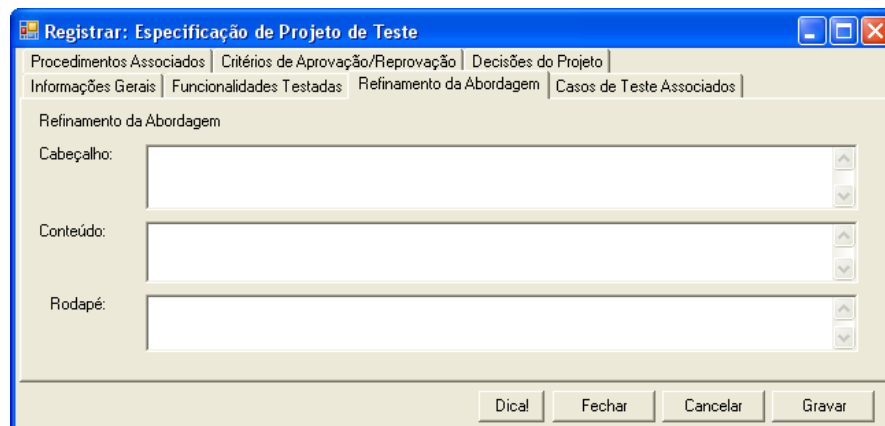 Registrar: Especificação de Projeto de Teste
Procedimentos Associados Critérios de Aprovação/Reprovação Decisões do Projeto
Informações Gerais Funcionalidades Testadas Refinamento da Abordagem Casos de Teste Associados
Refinamento da Abordagem
Cabeçalho:
Conteúdo:
Rodapé:
Dica! Fechar Cancelar Gravar